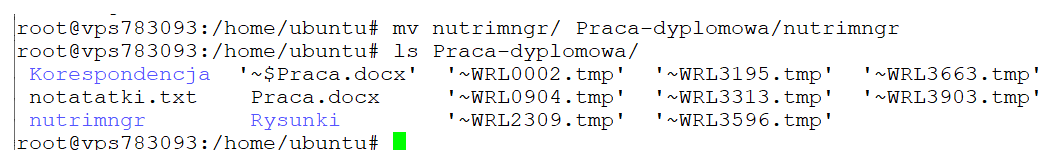 root@vps783093:/home/ubuntu# mv nutrimngr/ Praca-dyplomowa/nutrimngr
root@vps783093:/home/ubuntu# ls Praca-dyplomowa/
Korespondencja '~$Praca.docx' '~WRL0002.tmp' '~WRL3195.tmp' '~WRL3663.tmp'
notatatki.txt Praca.docx '~WRL0904.tmp' '~WRL3313.tmp' '~WRL3903.tmp'
nutrimngr Rysunki '~WRL2309.tmp' '~WRL3596.tmp'
root@vps783093:/home/ubuntu#